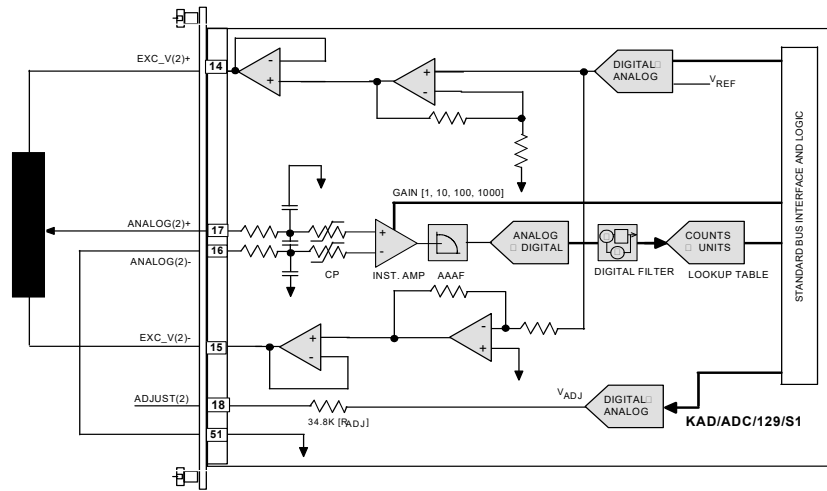 EXC_V(2)+
14
DIGITAL
ANALOG
VREF
GAIN [1, 10, 100, 1000]
ANALOG(2)+
17
ANALOG(2)-
16
CP
INST. AMP
AAAF
ANALOG
DIGITAL
DIGITAL FILTER
COUNTS
UNITS
LOOKUP TABLE
STANDARD BUS INTERFACE AND LOGIC
EXC_V(2)-
15
ADJUST(2)
18
34.8K [RADJ]
VADJ
DIGITAL
ANALOG
KAD/ADC/129/S1
51